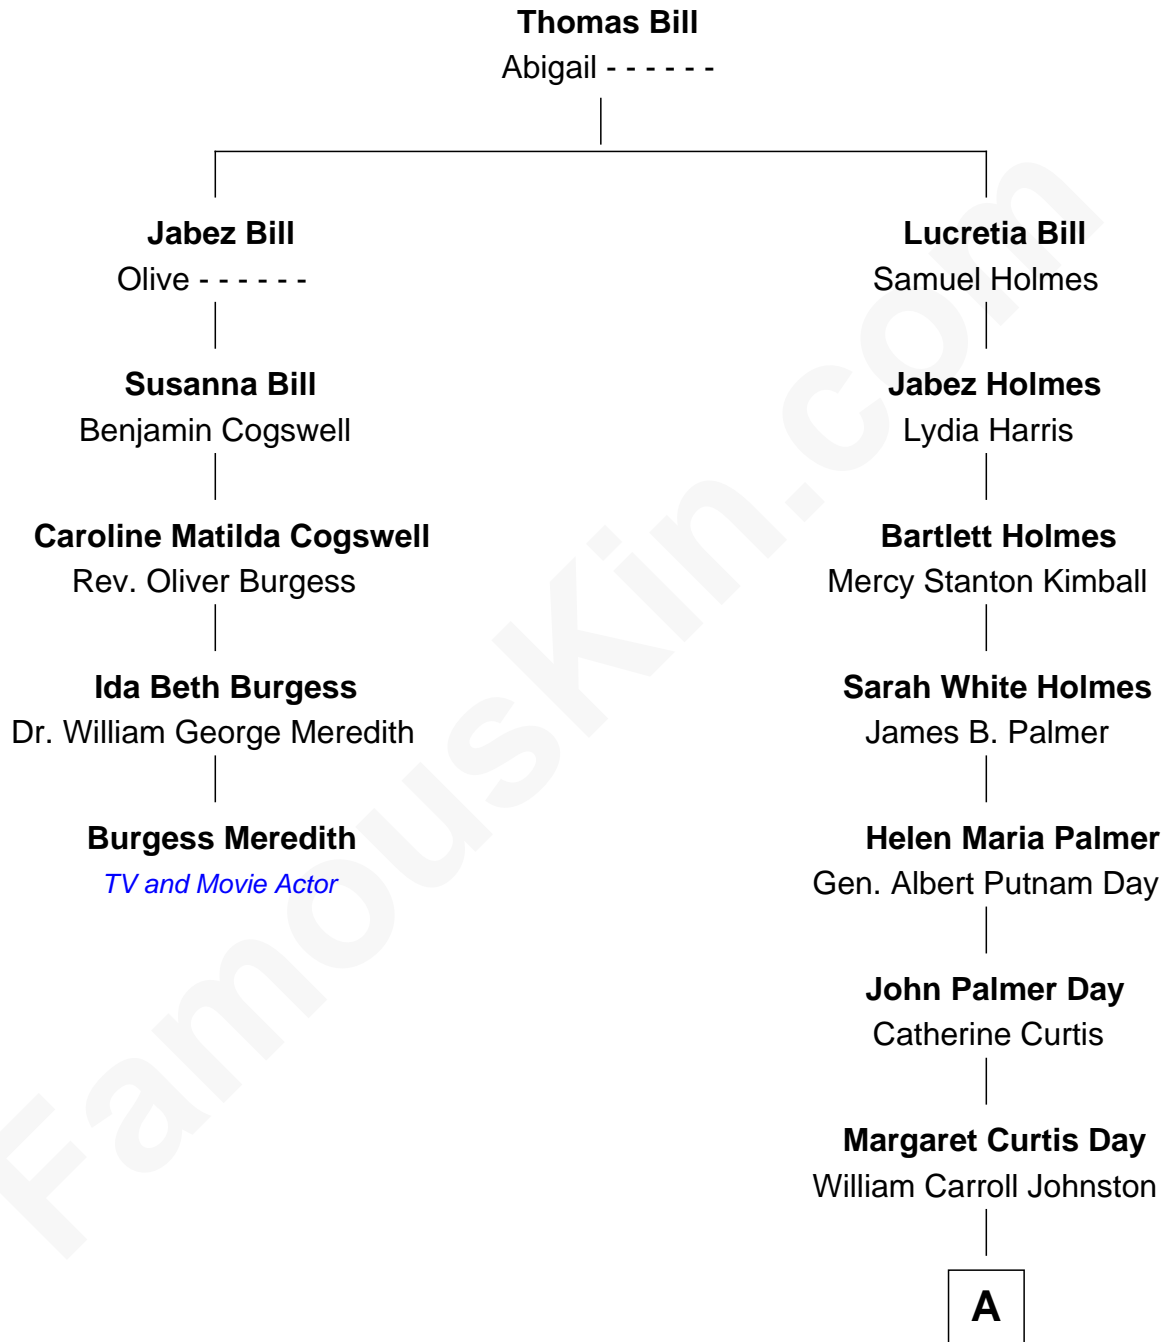 Thomas Bill
Abigail - - - - - -
Jabez Bill
Olive - - - - - -
Susanna Bill
Benjamin Cogswell
Caroline Matilda Cogswell
Rev. Oliver Burgess
Ida Beth Burgess
Dr. William George Meredith
Burgess Meredith
TV and Movie Actor
Lucretia Bill
Samuel Holmes
Jabez Holmes
Lydia Harris
Bartlett Holmes
Mercy Stanton Kimball
Sarah White Holmes
James B. Palmer
Helen Maria Palmer
Gen. Albert Putnam Day
John Palmer Day
Catherine Curtis
Margaret Curtis Day
William Carroll Johnston
A
FamousKin.com